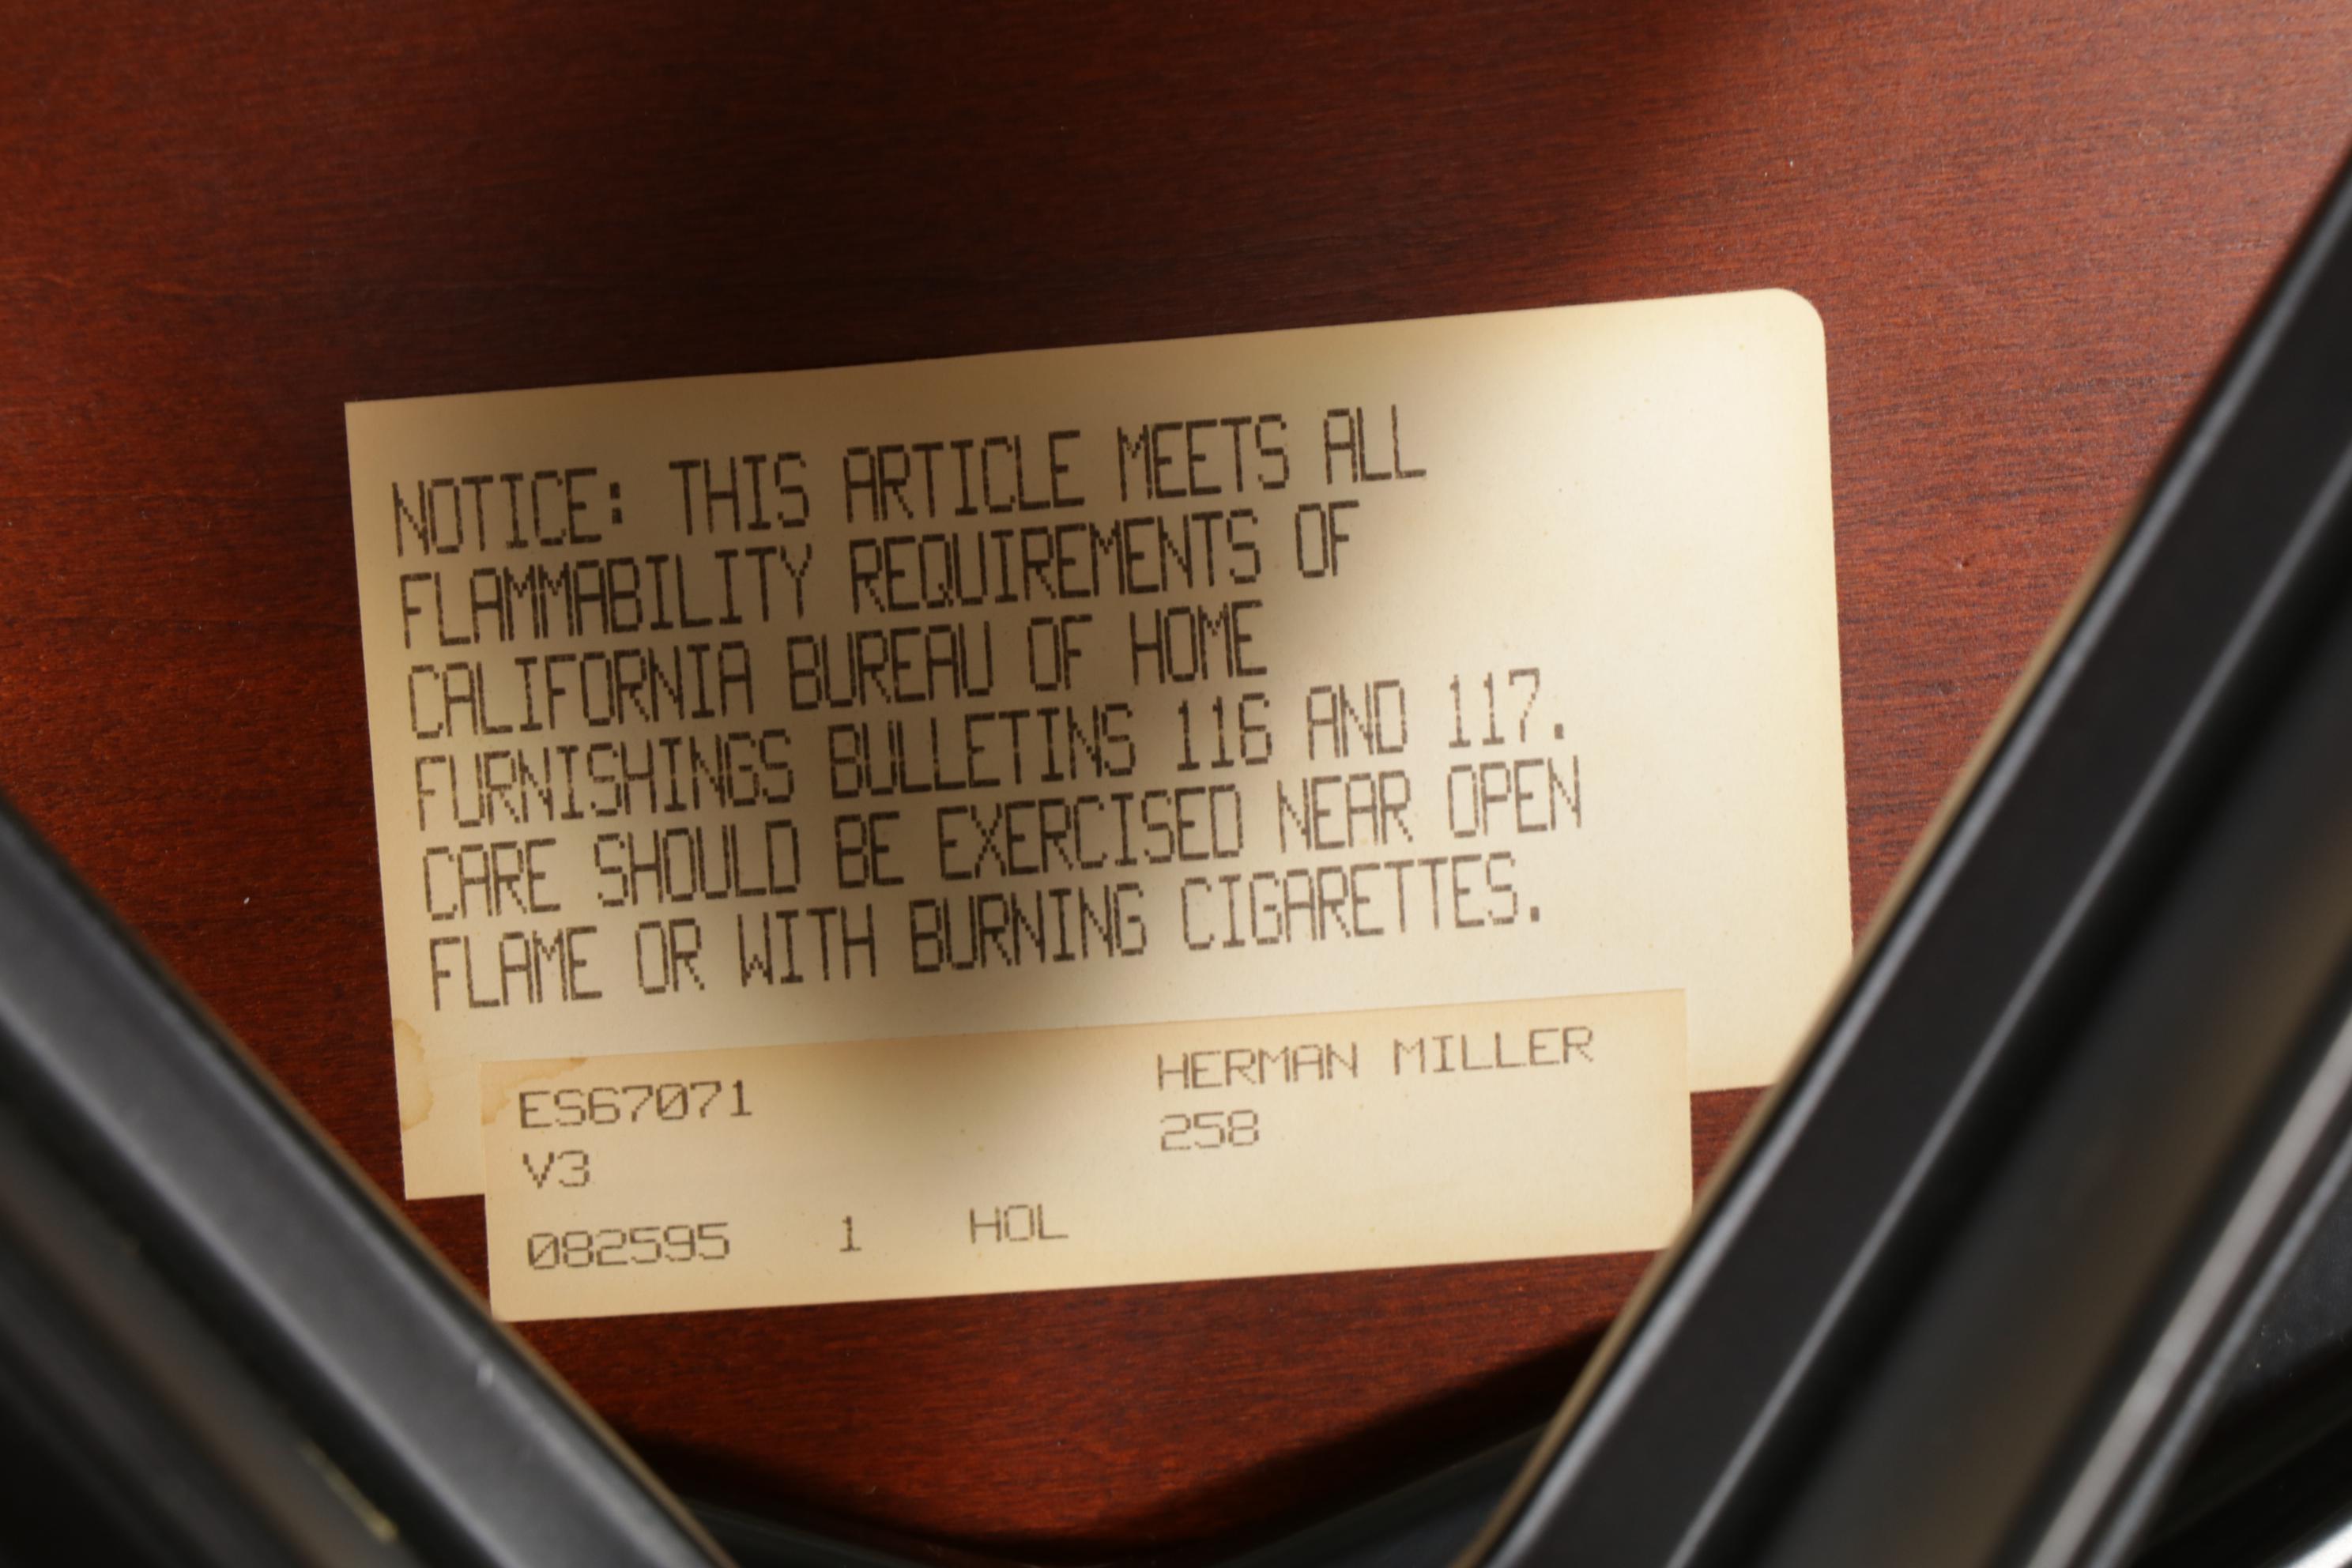 NOTICE: THIS ARTICLE MEETS ALL
FLAMMABILITY REQUIREMENTS OF
CALIFORNIA BUREAU OF HOME
FURNISHINGS BULLETINS 116 AND 117.
CARE SHOULD BE EXERCISED NEAR OPEN
FLAME OR WITH BURNING CIGARETTES.
ES67071 HERMAN MILLER
V3 258
082595 1 HOL